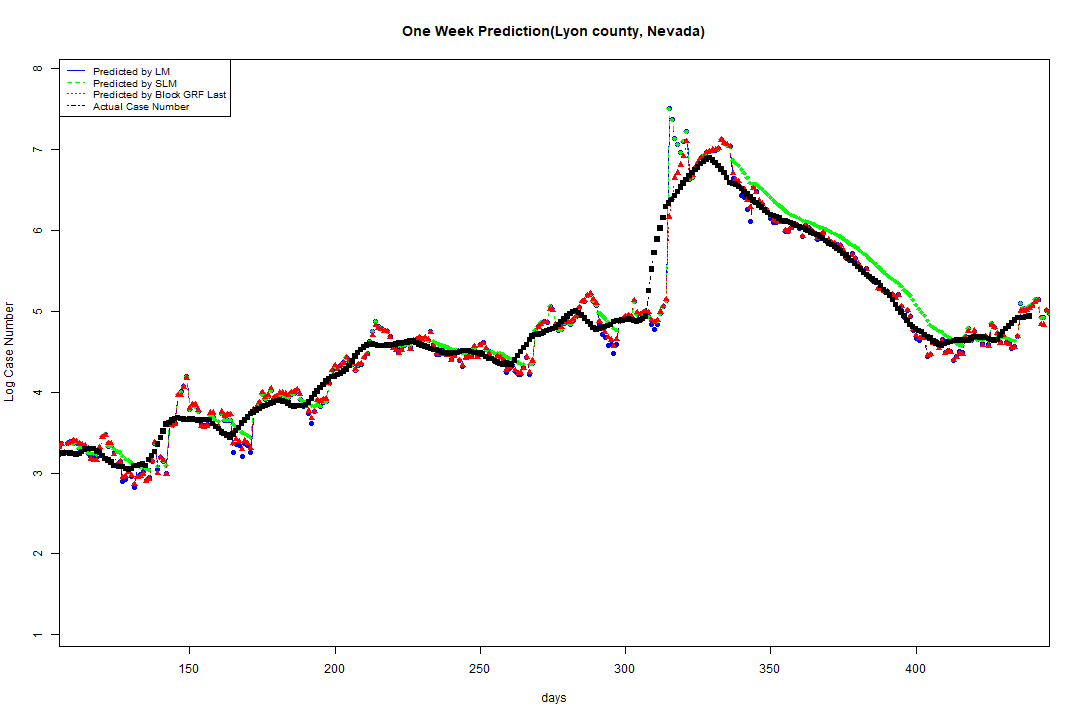 One Week Prediction(Lyon county, Nevada)
Predicted by LM
Predicted by SLM
Predicted by Block GRF Last
Actual Case Number
8
7
6
5
4
3
2
1
Log Case Number
150 200 250 300 350 400
days